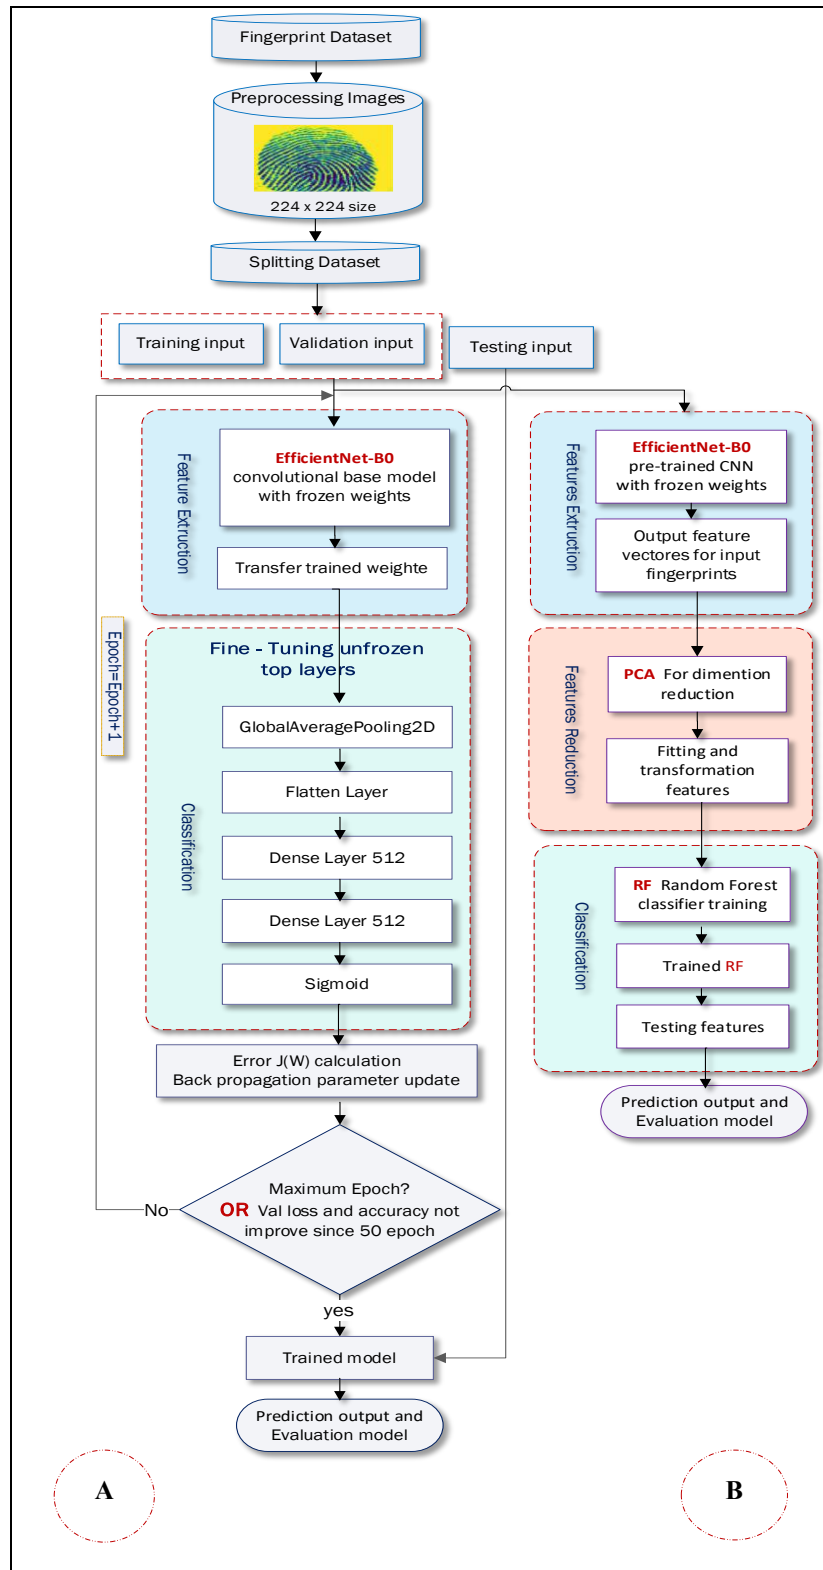 Fingerprint Dataset
Preprocessing Images
224 x 224 size
Splitting Dataset
Training input
Validation input
Testing input
Feature Extruction
EfficientNet-B0
convolutional base model
with frozen weights
Transfer trained weighte
Epoch=Epoch+1
Classification
Fine - Tuning unfrozen
top layers
GlobalAveragePooling2D
Flatten Layer
Dense Layer 512
Dense Layer 512
Sigmoid
Error J(W) calculation
Back propagation parameter update
Maximum Epoch?
OR Val loss and accuracy not
improve since 50 epoch
No
yes
Trained model
Prediction output and
Evaluation model
A
Features Extruction
EfficientNet-B0
pre-trained CNN
with frozen weights
Output feature
vectores for input
fingerprints
Features Reduction
PCA For dimention
reduction
Fitting and
transformation
features
Classification
RF Random Forest
classifier training
Trained RF
Testing features
Prediction output and
Evaluation model
B